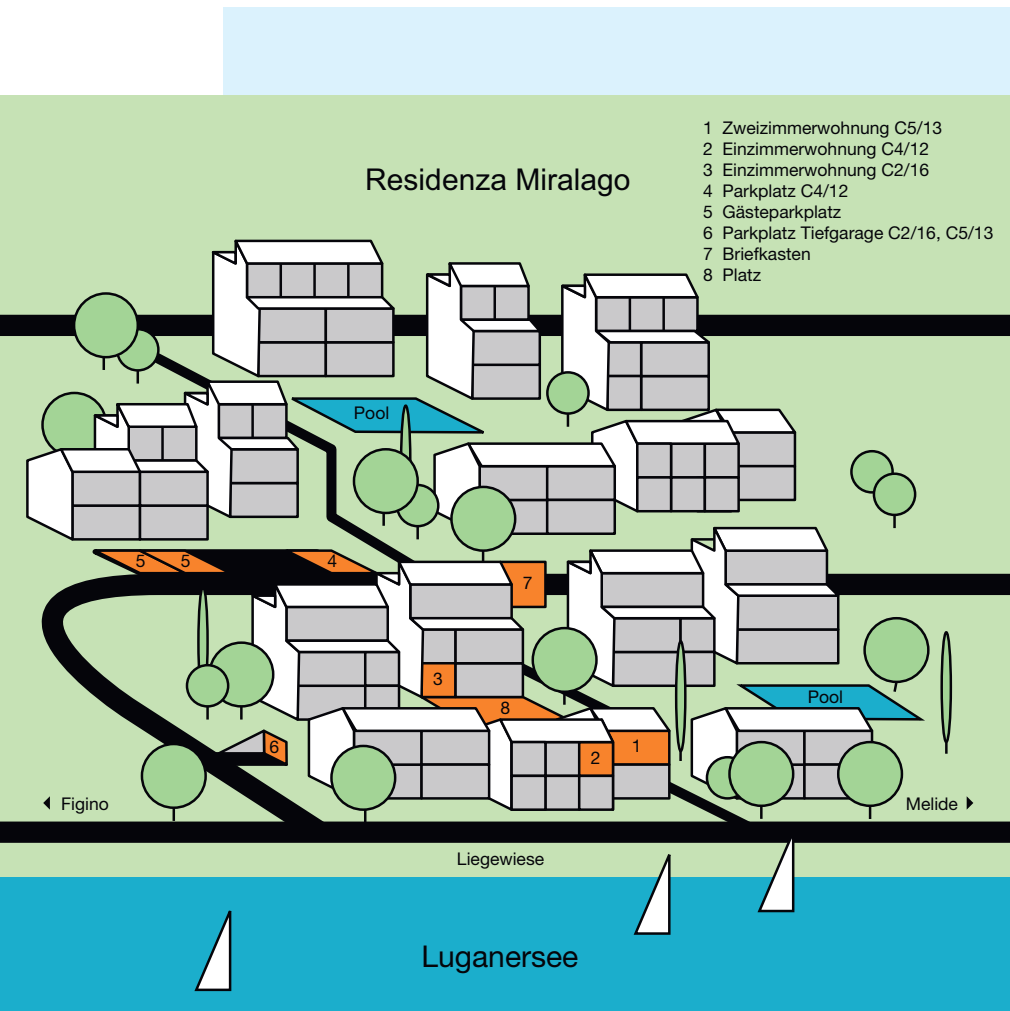 Residenza Miralago
1 Zweizimmerwohnung C5/13
2 Einzimmerwohnung C4/12
3 Einzimmerwohnung C2/16
4 Parkplatz C4/12
5 Gästeparkplatz
6 Parkplatz Tiefgarage C2/16, C5/13
7 Briefkasten
8 Platz
Pool
5 5 4
7
3
8
Pool
6
2
1
Figino
Melide
Liegewiese
Luganersee